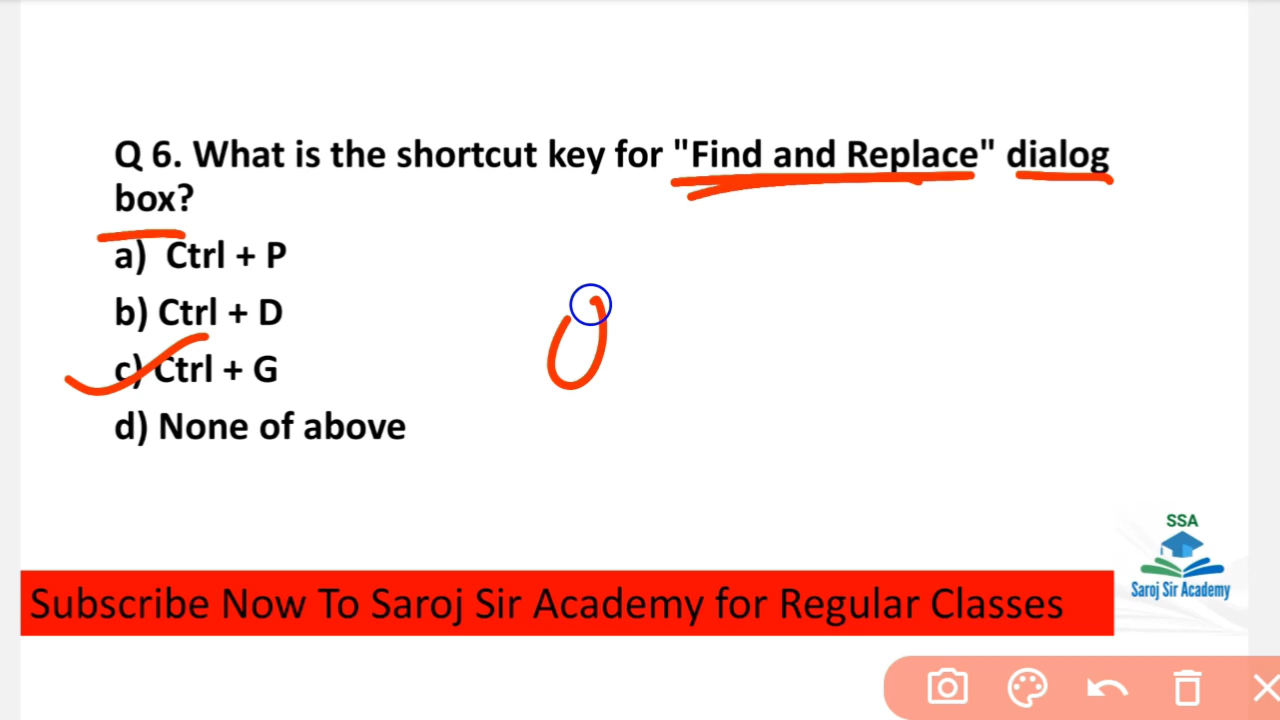 Q 6. What is the shortcut key for "Find and Replace" dialog
box?
a) Ctrl + P
b) Ctrl + D
c) Ctrl + G
d) None of above
SSA
Saroj Sir Academy
Subscribe Now To Saroj Sir Academy for Regular Classes